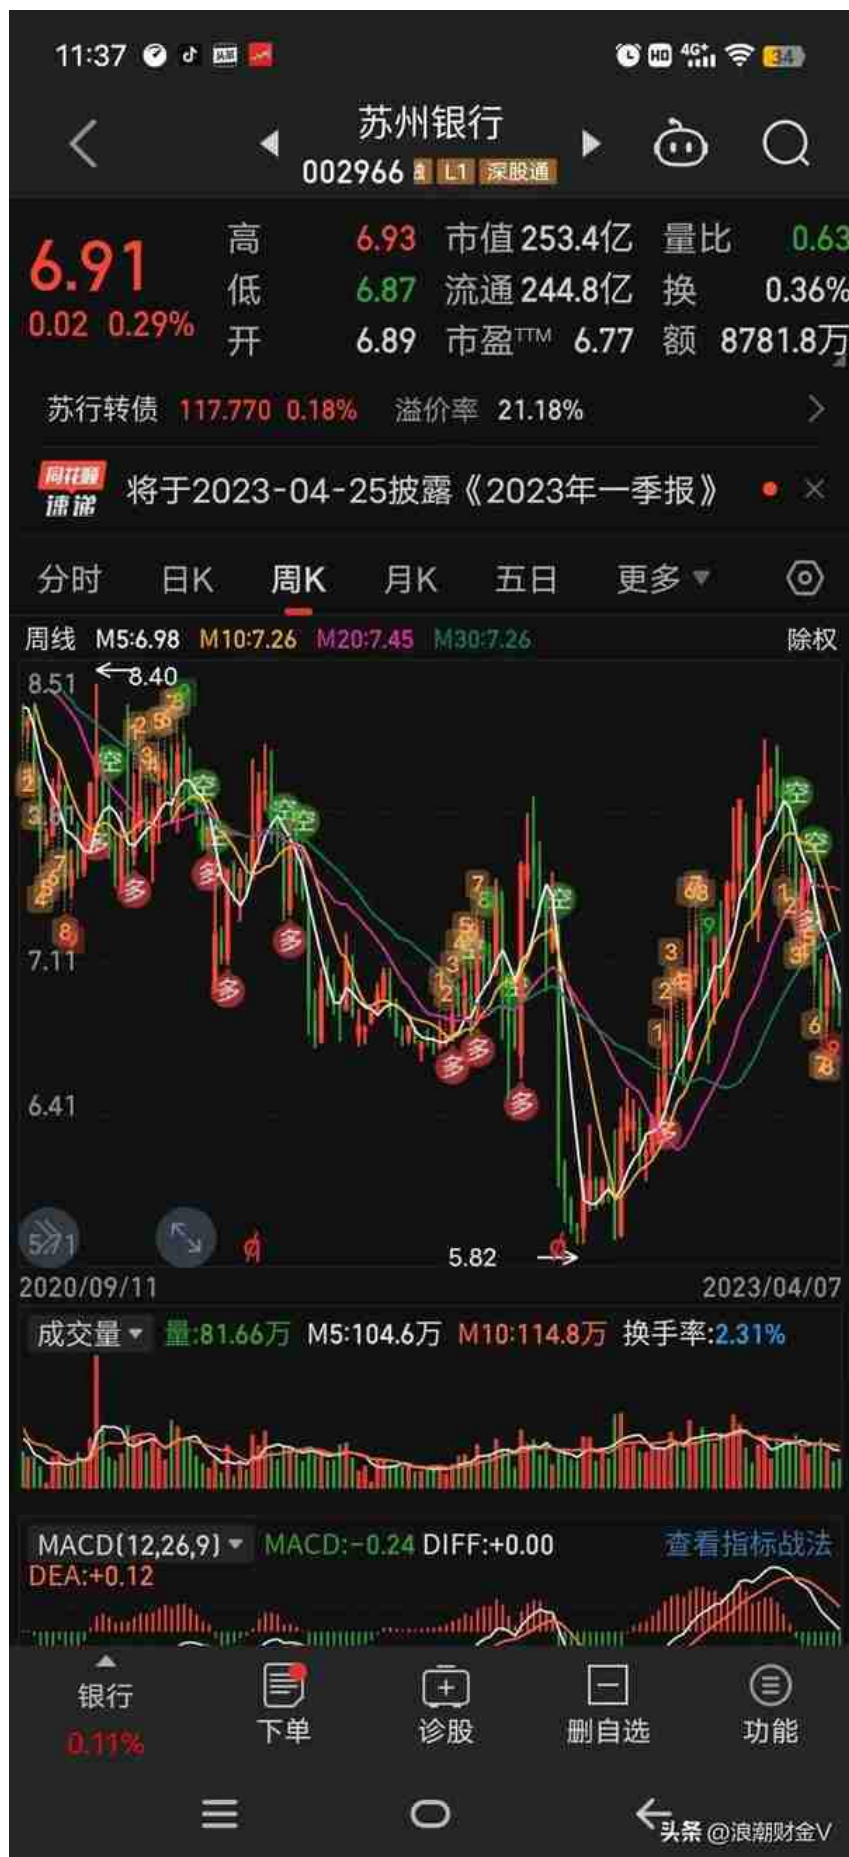 11:37 头条 HD 4G+ 34
苏州银行
002966 L1 深股通
6.91
0.02 0.29%
高 6.93 市值 253.4亿 量比 0.63
低 6.87 流通 244.8亿 换 0.36%
开 6.89 市盈TTM 6.77 额 8781.8万
苏行转债 117.770 0.18% 溢价率 21.18%
同花顺
速递
将于2023-04-25披露《2023年一季报》
分时 日K 周K 月K 五日 更多
周线 M5:6.98 M10:7.26 M20:7.45 M30:7.26 除权
8.51 8.40
7.11
6.41
5.71 5.82
2020/09/11 2023/04/07
成交量 量:81.66万 M5:104.6万 M10:114.8万 换手率:2.31%
MACD(12,26,9) MACD:-0.24 DIFF:+0.00 查看指标战法
DEA:+0.12
银行 下单 诊股 删自选 功能
0.11%
头条 @浪潮财金V